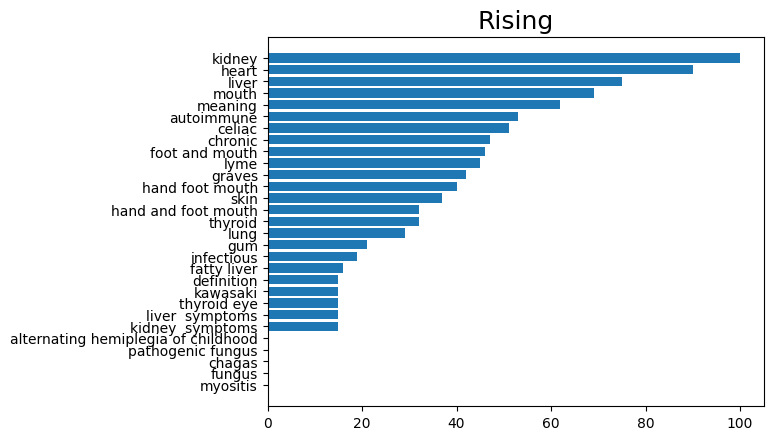 Rising
kidney
heart
liver
mouth
meaning
autoimmune
celiac
chronic
foot and mouth
lyme
graves
hand foot mouth
skin
hand and foot mouth
thyroid
lung
gum
infectious
fatty liver
definition
kawasaki
thyroid eye
liver  symptoms
kidney  symptoms
alternating hemiplegia of childhood
pathogenic fungus
chagas
fungus
myositis
0 20 40 60 80 100